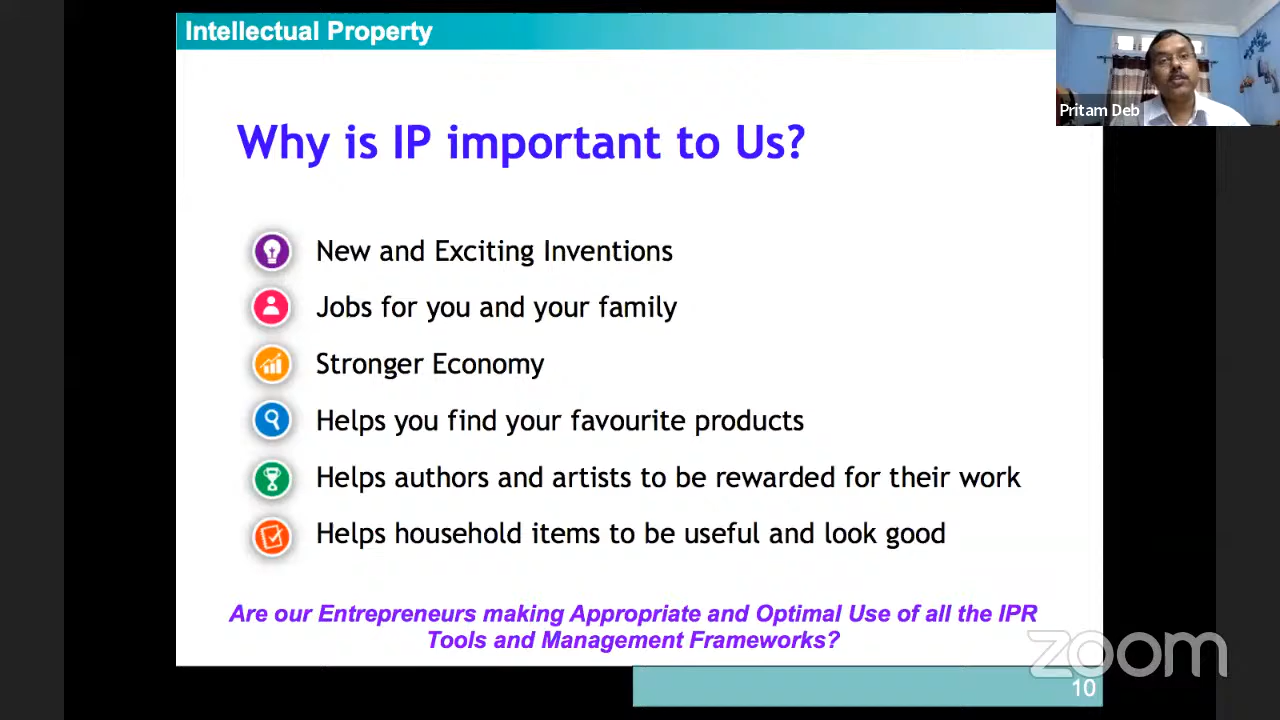 Intellectual Property
Pritam Deb
Why is IP important to Us?
New and Exciting Inventions
Jobs for you and your family
Stronger Economy
Helps you find your favourite products
Helps authors and artists to be rewarded for their work
Helps household items to be useful and look good
Are our Entrepreneurs making Appropriate and Optimal Use of all the IPR
Tools and Management Frameworks?
zoom
10